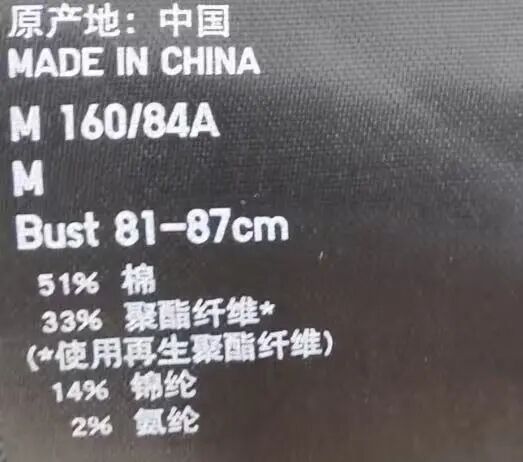 原产地：中国
MADE IN CHINA
M 160/84A
M
Bust 81-87cm
51% 棉
33% 聚酯纤维*
(*使用再生聚酯纤维)
14% 锦纶
2% 氨纶